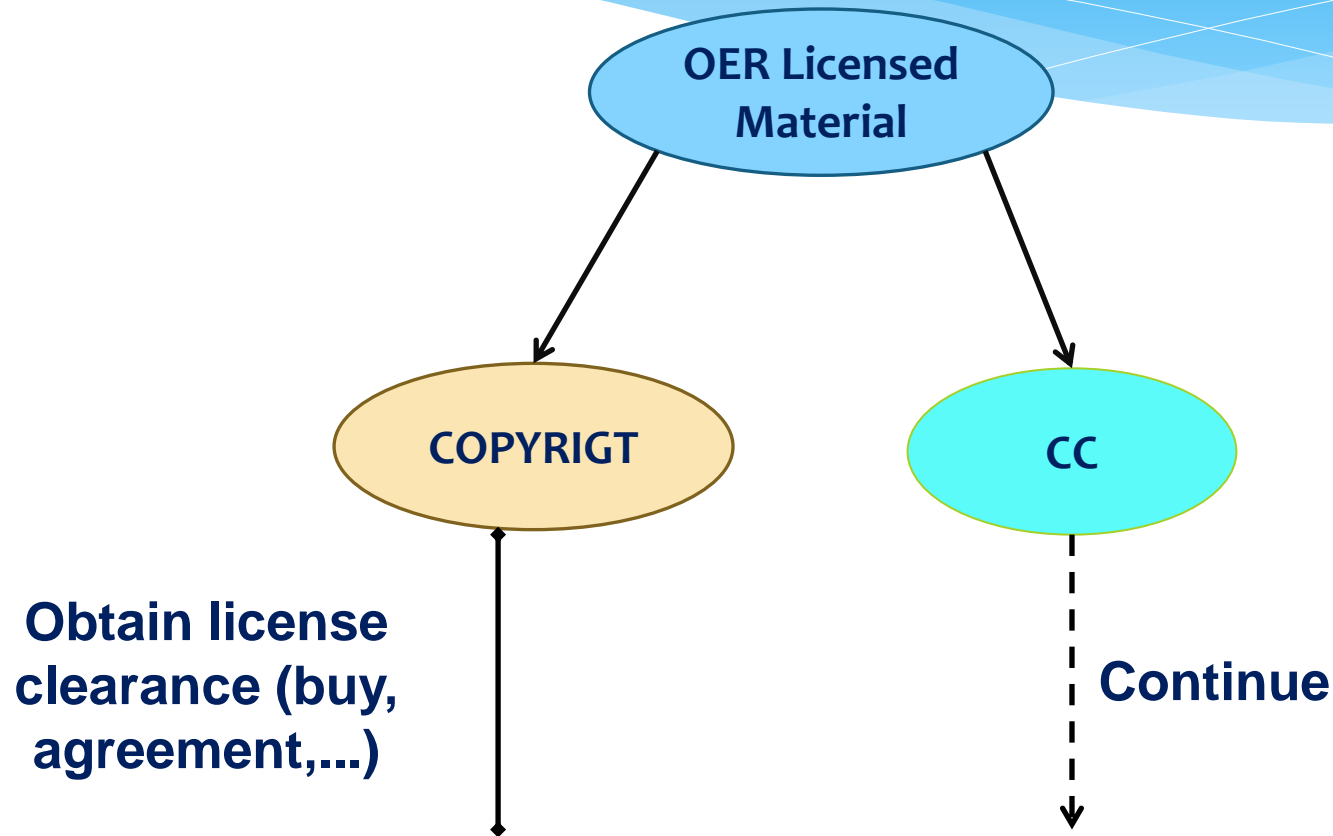 OER Licensed
Material
COPYRIGT
CC
Obtain license
clearance (buy,
agreement,...)
Continue